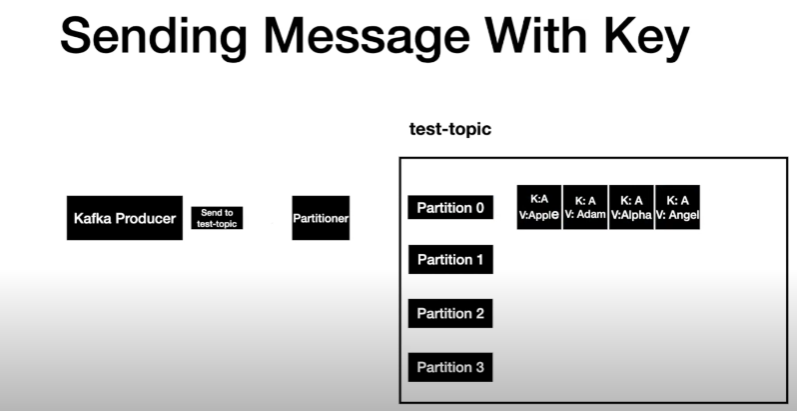 Sending Message With Key
test-topic
Kafka Producer
Send to
test-topic
Partitioner
Partition 0
K:A
V:Apple
K: A
V: Adam
K: A
V:Alpha
K: A
V: Angel
Partition 1
Partition 2
Partition 3